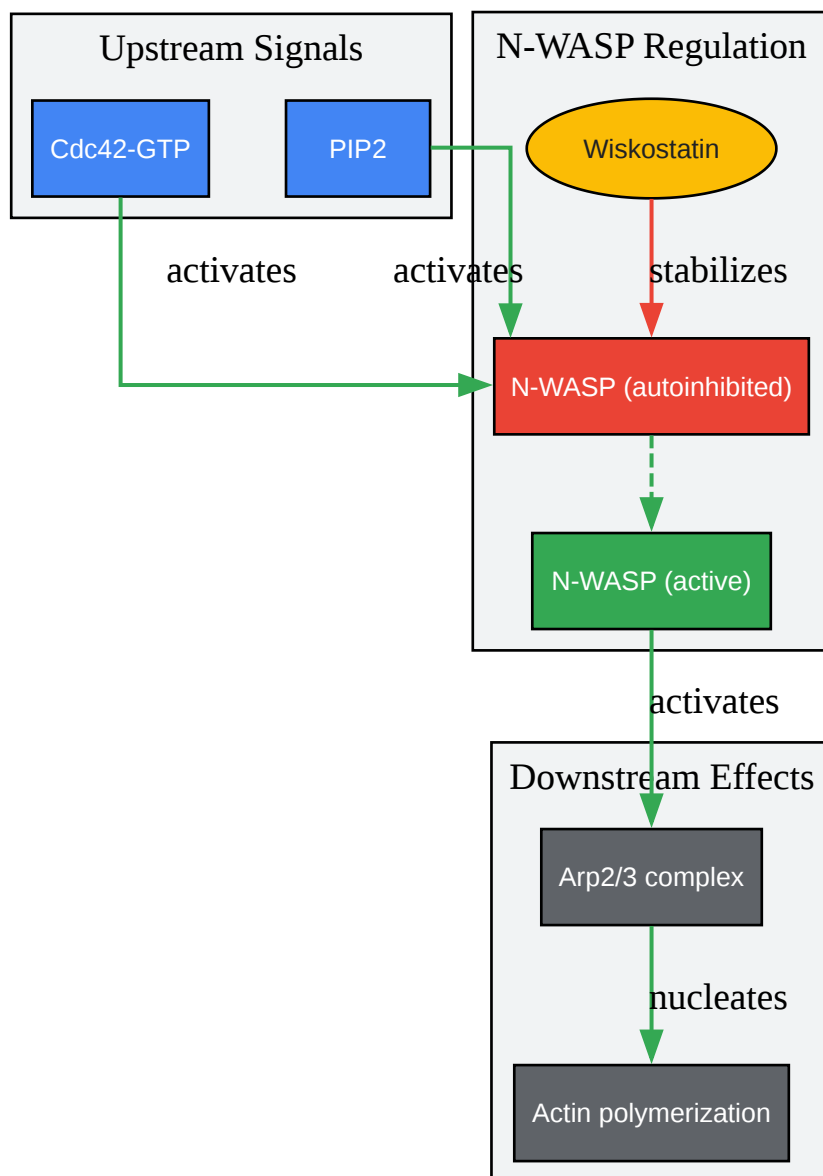 Upstream Signals
N-WASP Regulation
Cdc42-GTP
PIP2
Wiskostatin
activates
activates
stabilizes
N-WASP (autoinhibited)
N-WASP (active)
activates
Downstream Effects
Arp2/3 complex
nucleates
Actin polymerization